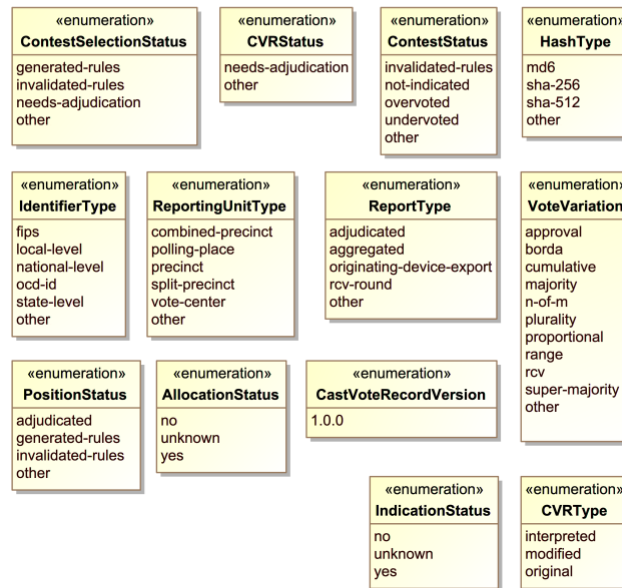 «enumeration»
ContestSelectionStatus
generated-rules
invalidated-rules
needs-adjudication
other
«enumeration»
CVRStatus
needs-adjudication
other
«enumeration»
ContestStatus
invalidated-rules
not-indicated
overvoted
undervoted
other
«enumeration»
HashType
md6
sha-256
sha-512
other
«enumeration»
IdentifierType
fips
local-level
national-level
ocd-id
state-level
other
«enumeration»
ReportingUnitType
combined-precinct
polling-place
precinct
split-precinct
vote-center
other
«enumeration»
ReportType
adjudicated
aggregated
originating-device-export
rcv-round
other
«enumeration»
VoteVariation
approval
borda
cumulative
majority
n-of-m
plurality
proportional
range
rcv
super-majority
other
«enumeration»
PositionStatus
adjudicated
generated-rules
invalidated-rules
other
«enumeration»
AllocationStatus
no
unknown
yes
«enumeration»
CastVoteRecordVersion
1.0.0
«enumeration»
IndicationStatus
no
unknown
yes
«enumeration»
CVRType
interpreted
modified
original